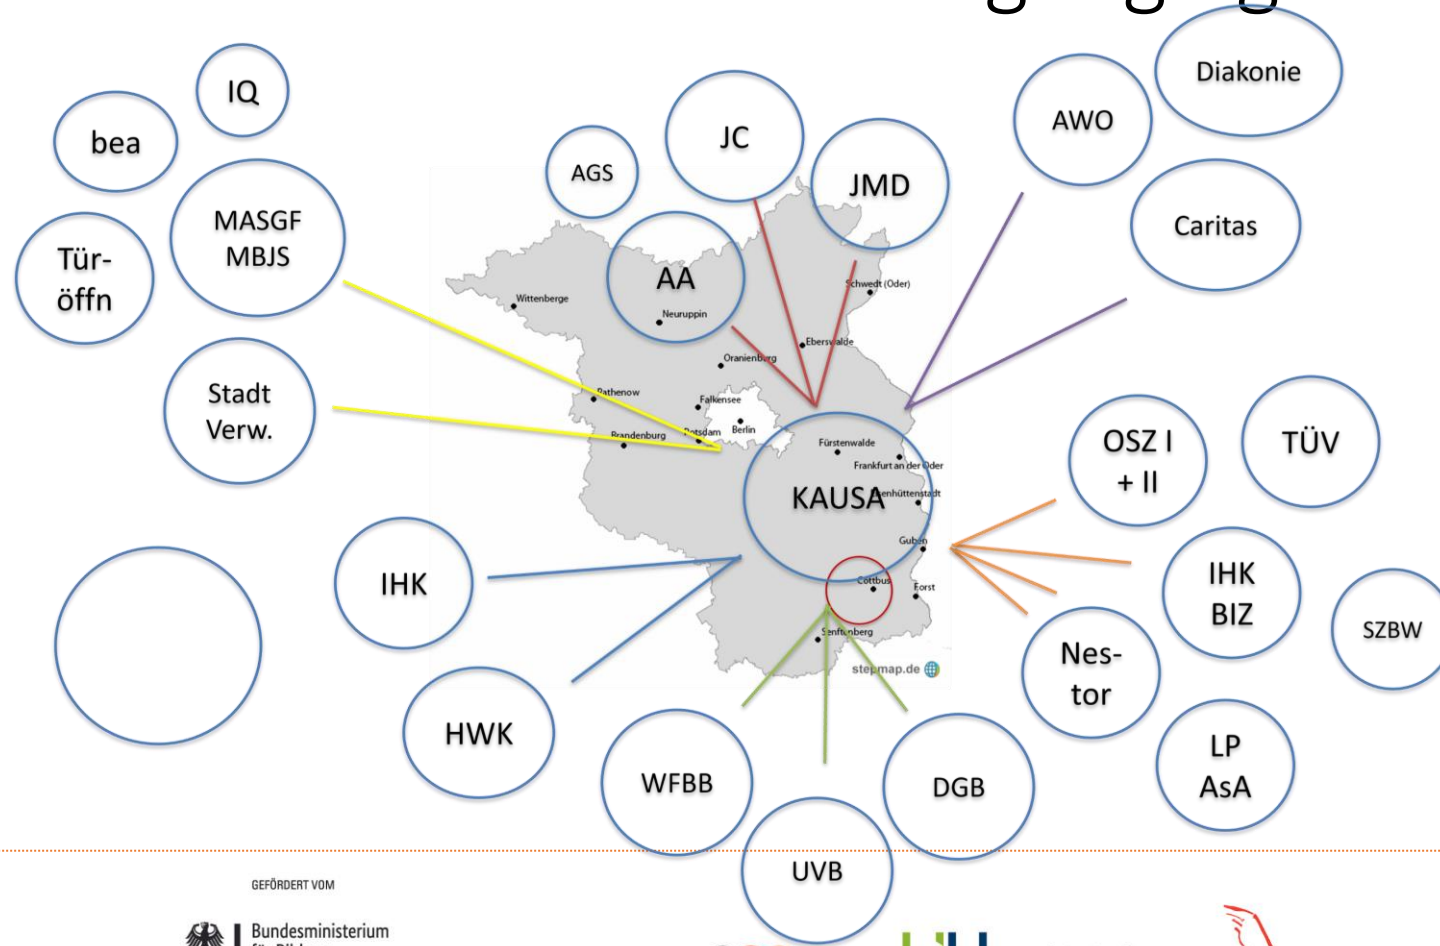 Diakonie
IQ
bea
AWO
JC
AGS
JMD
MASGF
MBJS
Caritas
Tür-
öffn
AA
Schwedt (Oder)
Wittenberge
Neuruppin
Eberswalde
Oranienburg
Stadt
Verw.
Rathenow
Falkensee
Berlin
Potsdam
Brandenburg
Fürstenwalde
Frankfurt an der Oder
OSZ I
+ II
TÜV
KAUSA
Guben
IHK
Cottbus
Forst
IHK
BIZ
SZBW
Senftenberg
stepmap.de
Nes-
tor
HWK
LP
AsA
WFBB
DGB
UVB
GEFÖRDERT VOM
Bundesministerium